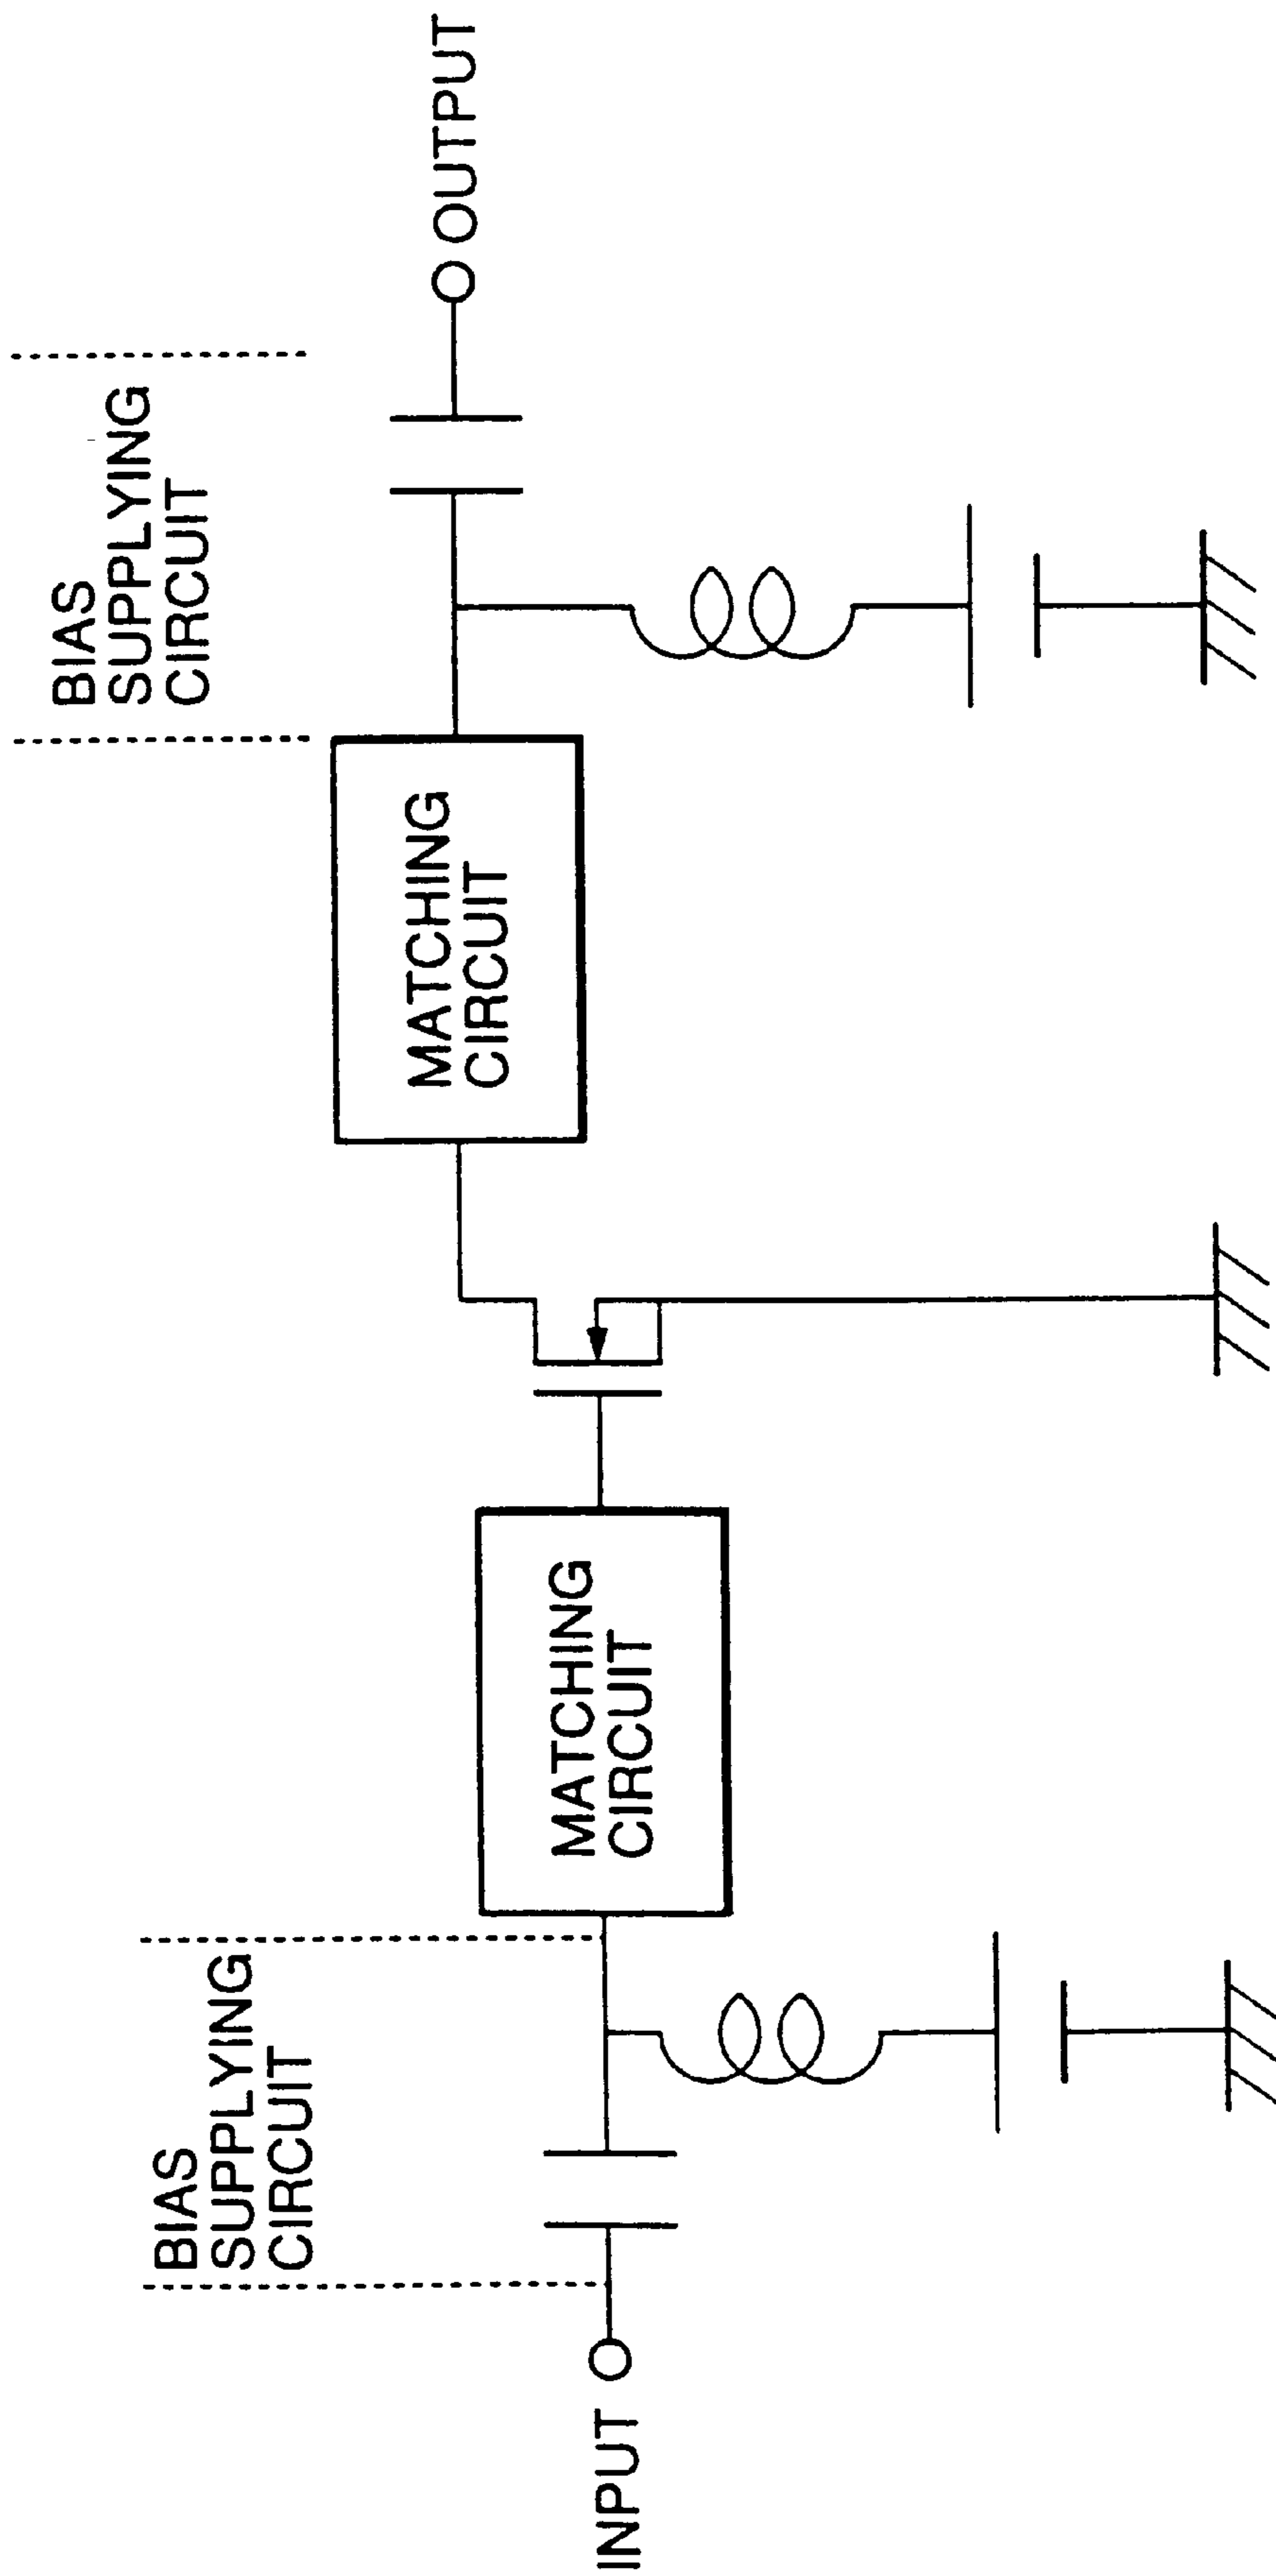 BIAS
SUPPLYING
CIRCUIT
INPUT
MATCHING
CIRCUIT
MATCHING
CIRCUIT
BIAS
SUPPLYING
CIRCUIT
OUTPUT